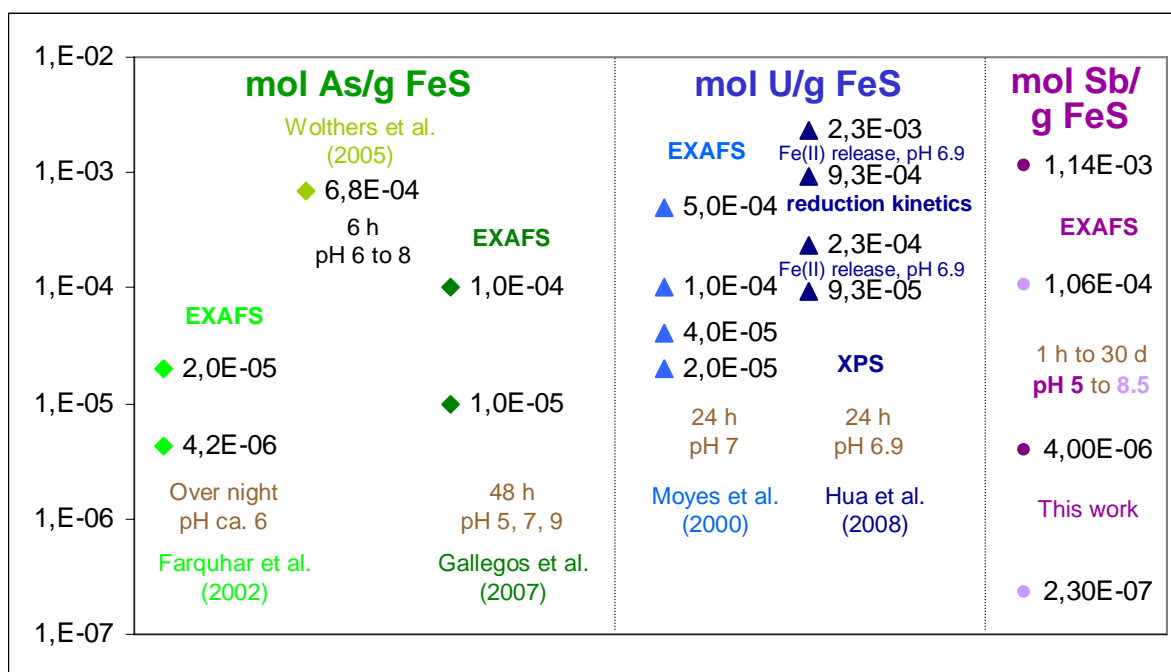 1,E-02
1,E-03
1,E-04
1,E-05
1,E-06
1,E-07
mol As/g FeS
Wolthers et al.
(2005)
6,8E-04
6 h
pH 6 to 8
EXAFS
1,0E-04
EXAFS
2,0E-05
1,0E-05
4,2E-06
Over night
pH ca. 6
48 h
pH 5, 7, 9
Farquhar et al.
(2002)
Gallegos et al.
(2007)
mol U/g FeS
EXAFS
2,3E-03
Fe(II) release, pH 6.9
9,3E-04
5,0E-04
reduction kinetics
2,3E-04
Fe(II) release, pH 6.9
1,0E-04
9,3E-05
4,0E-05
2,0E-05
XPS
24 h
pH 7
24 h
pH 6.9
Moyes et al.
(2000)
Hua et al.
(2008)
mol Sb/
g FeS
1,14E-03
EXAFS
1,06E-04
1 h to 30 d
pH 5 to 8.5
4,00E-06
This work
2,30E-07